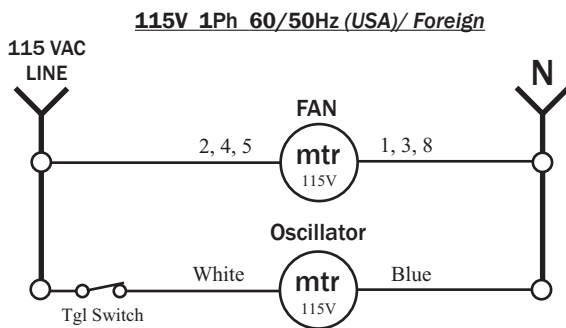 115V 1Ph 60/50Hz (USA)/ Foreign
115 VAC
LINE
N
FAN
2, 4, 5
mtr
115V
1, 3, 8
Oscillator
White
mtr
115V
Blue
Tgl Switch